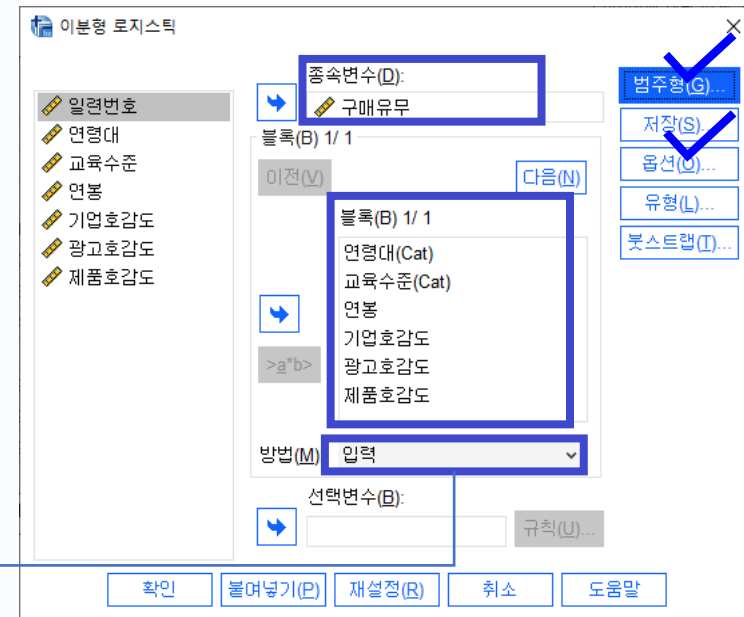 이분형 로지스틱
종속변수(D):
구매유무
범주형(G)...
일련번호
연령대
교육수준
연봉
기업호감도
광고호감도
제품호감도
블록(B) 1/ 1
이전(V)
다음(N)
저장(S)...
옵션(O)...
유형(L)...
붓스트랩(T)...
블록(B) 1/ 1
연령대(Cat)
교육수준(Cat)
연봉
기업호감도
광고호감도
제품호감도
>a*b>
방법(M)
입력
선택변수(B):
규칙(U)...
확인
붙여넣기(P)
재설정(R)
취소
도움말